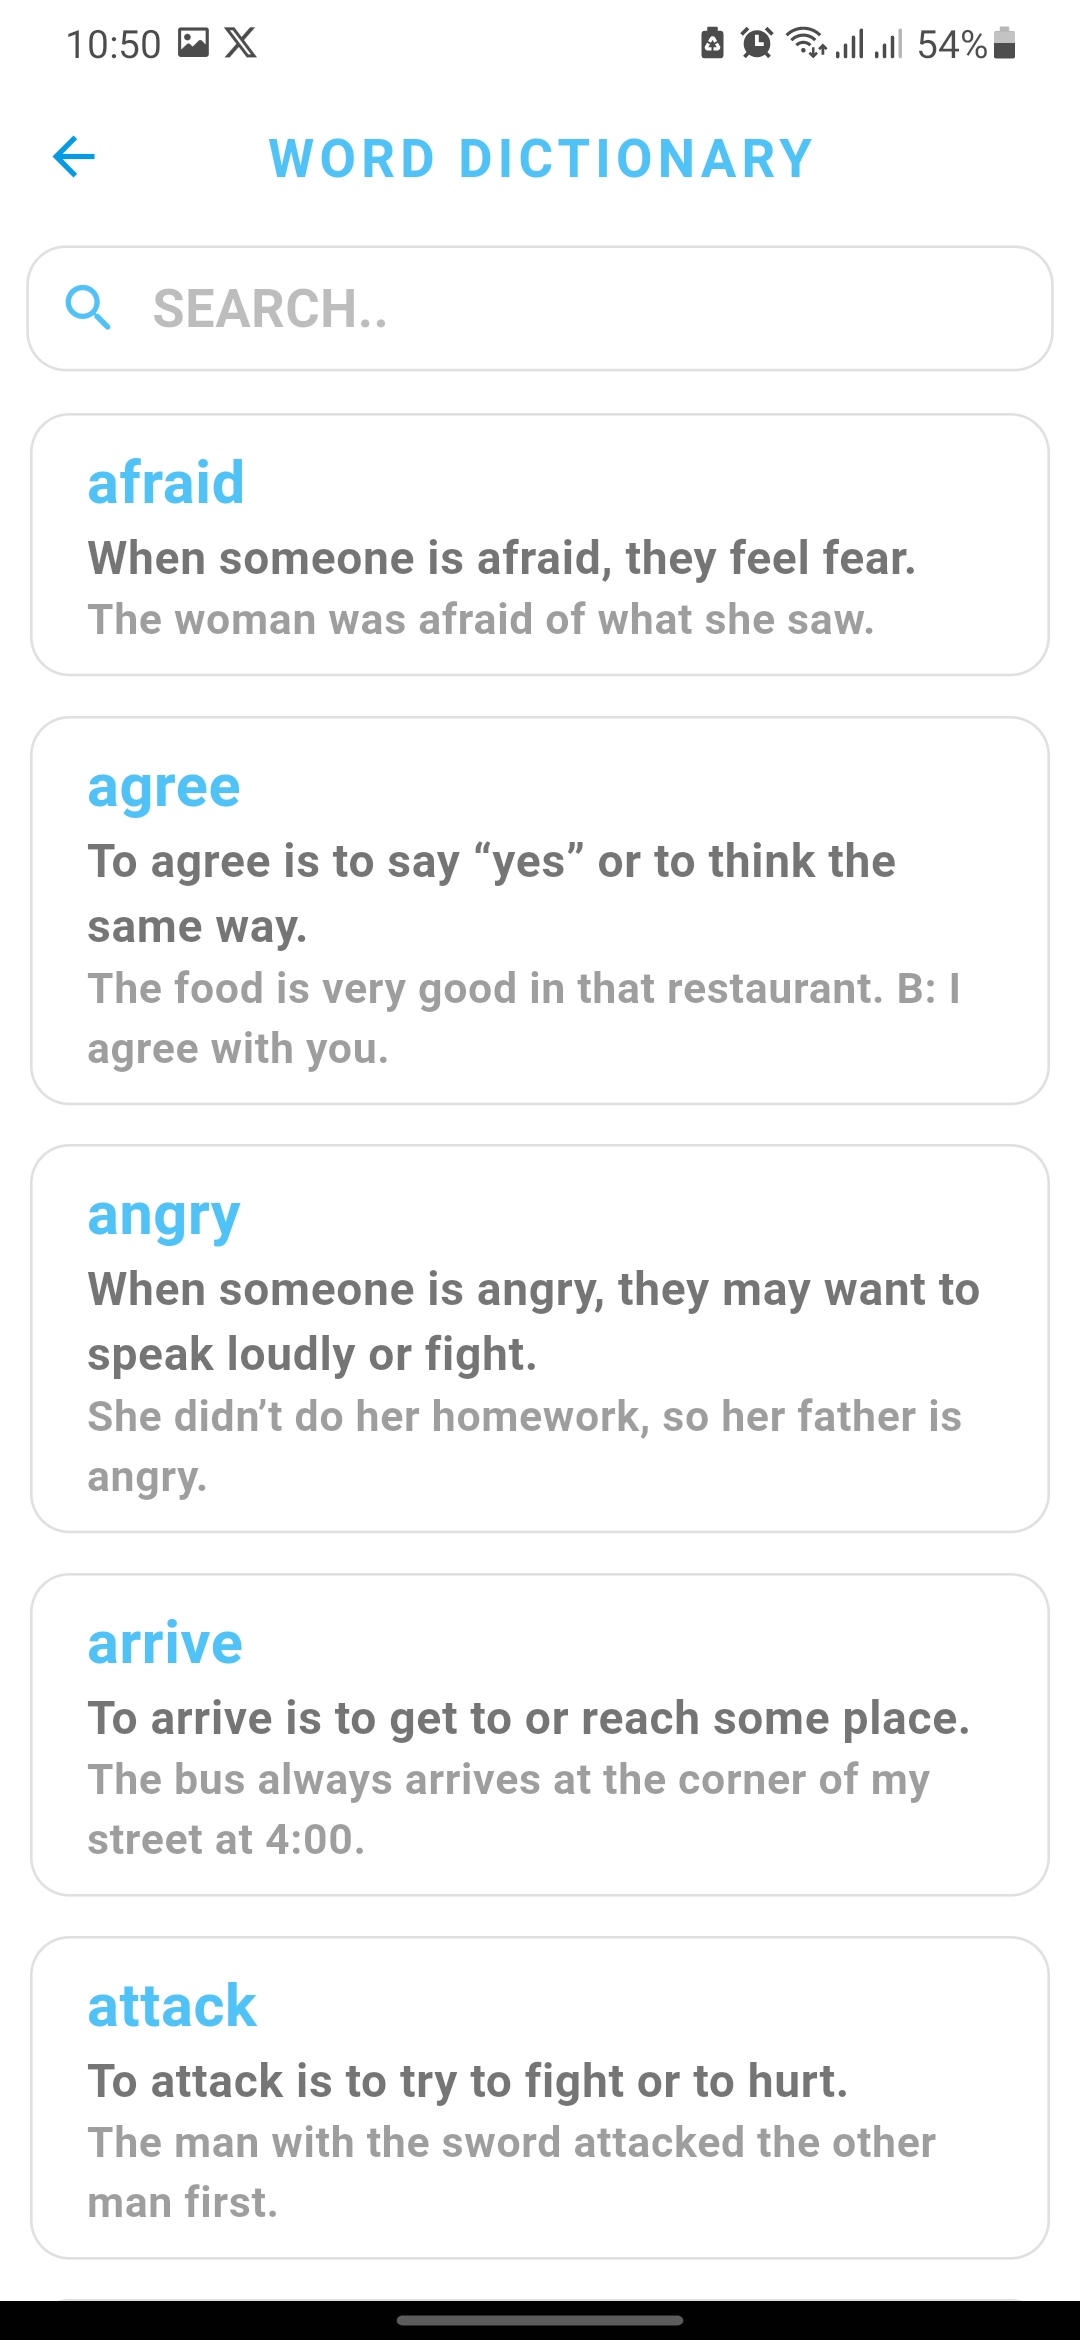 10:50 54%
WORD DICTIONARY
SEARCH..
afraid
When someone is afraid, they feel fear.
The woman was afraid of what she saw.
agree
To agree is to say “yes” or to think the
same way.
The food is very good in that restaurant. B: I
agree with you.
angry
When someone is angry, they may want to
speak loudly or fight.
She didn’t do her homework, so her father is
angry.
arrive
To arrive is to get to or reach some place.
The bus always arrives at the corner of my
street at 4:00.
attack
To attack is to try to fight or to hurt.
The man with the sword attacked the other
man first.